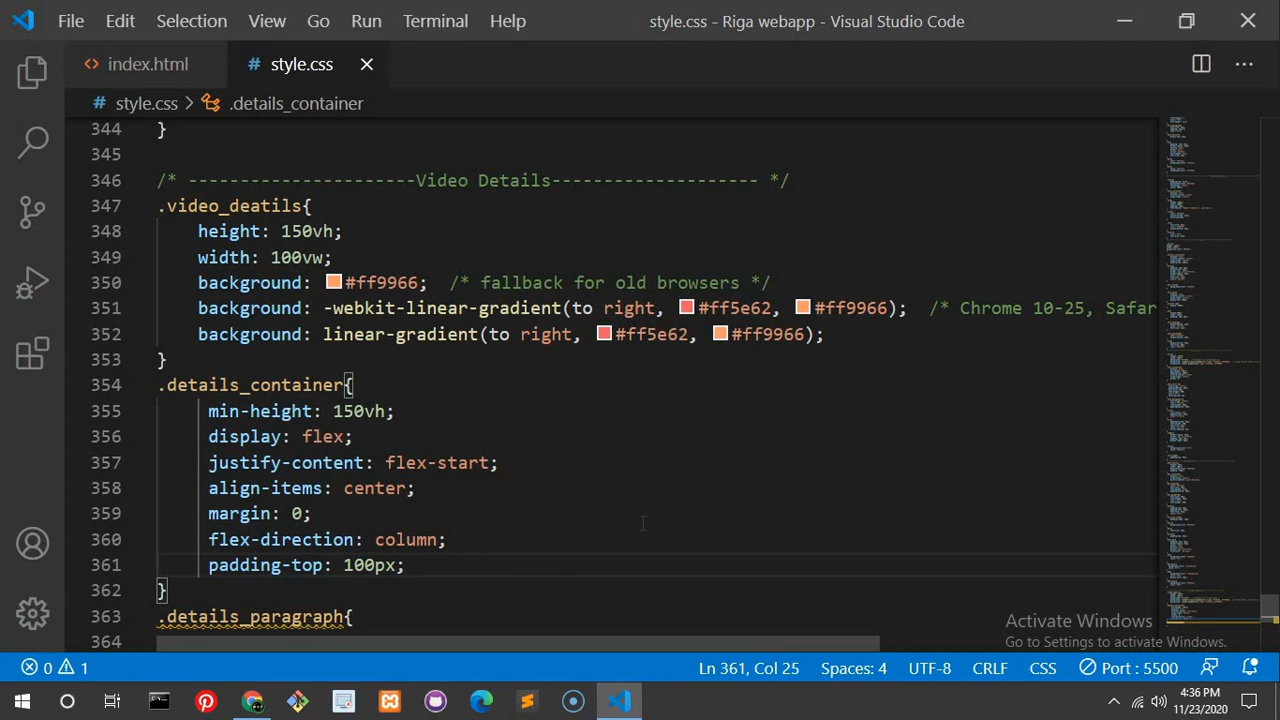 File Edit Selection View Go Run Terminal Help style.css - Riga webapp - Visual Studio Code
index.html style.css
style.css .details_container
344 }
345
346 /* ----------------------Video Details-------------------- */
347 .video_deatils{
348 height: 150vh;
349 width: 100vw;
350 background: #ff9966; /* fallback for old browsers */
351 background: -webkit-linear-gradient(to right, #ff5e62, #ff9966); /* Chrome 10-25, Safar
352 background: linear-gradient(to right, #ff5e62, #ff9966);
353 }
354 .details_container{
355 min-height: 150vh;
356 display: flex;
357 justify-content: flex-start;
358 align-items: center;
359 margin: 0;
360 flex-direction: column;
361 padding-top: 100px;
362 }
363 .details_paragraph{
364
Activate Windows
Go to Settings to activate Windows.
0 1 Ln 361, Col 25 Spaces: 4 UTF-8 CRLF CSS Port : 5500
4:36 PM
11/23/2020